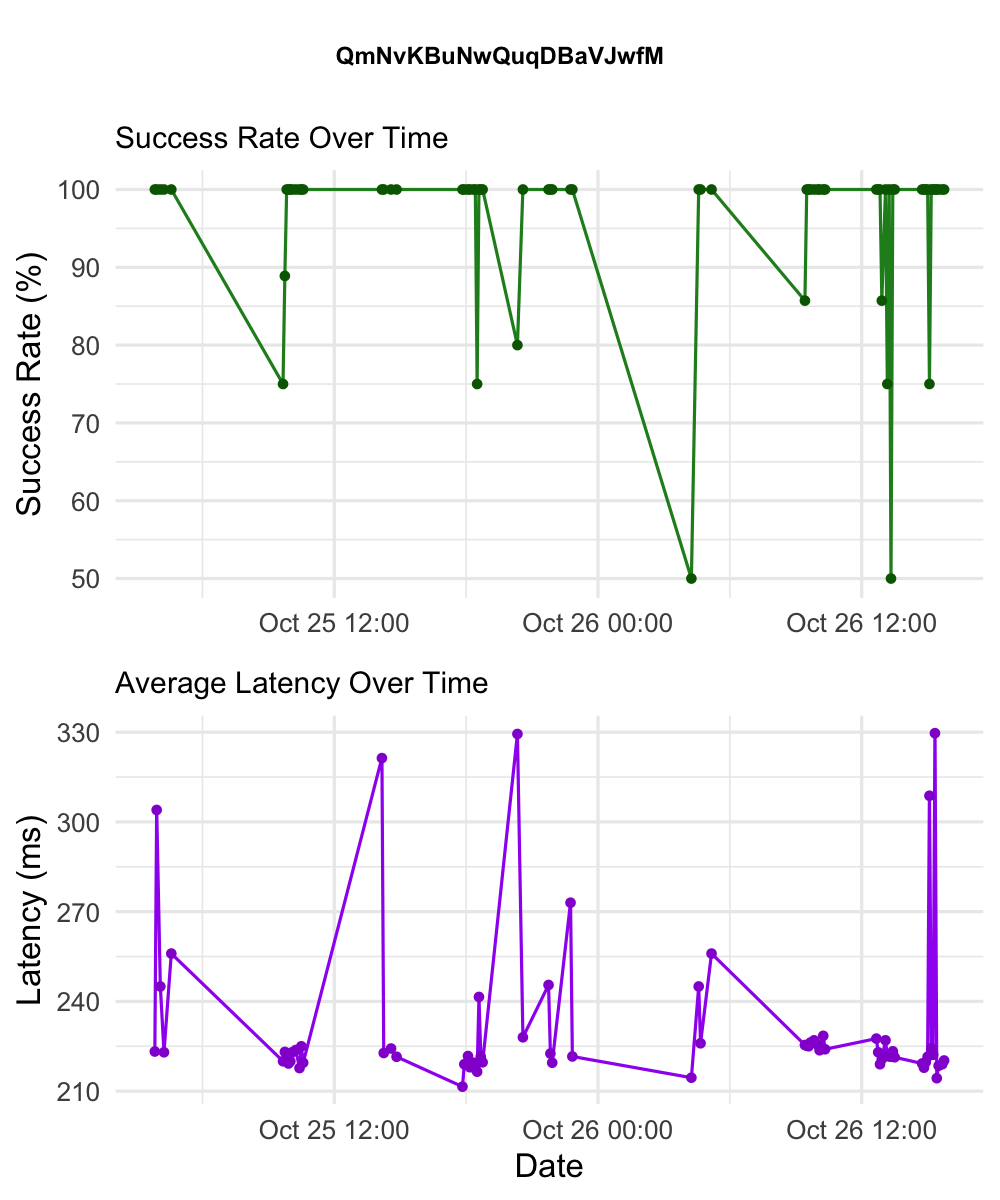 QmNvKBuNwQuqDBaVJwfM
Success Rate Over Time
Success Rate (%)
100
90
80
70
60
50
Oct 25 12:00
Oct 26 00:00
Oct 26 12:00
Average Latency Over Time
Latency (ms)
330
300
270
240
210
Oct 25 12:00
Oct 26 00:00
Oct 26 12:00
Date